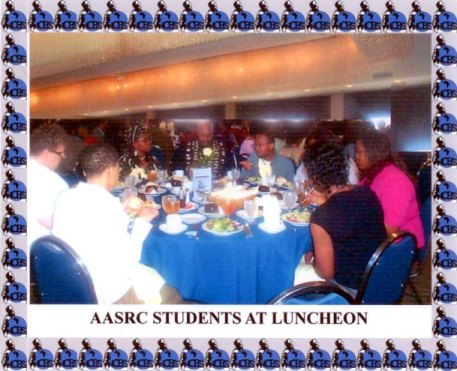 AASRC STUDENTS AT LUNCHEON